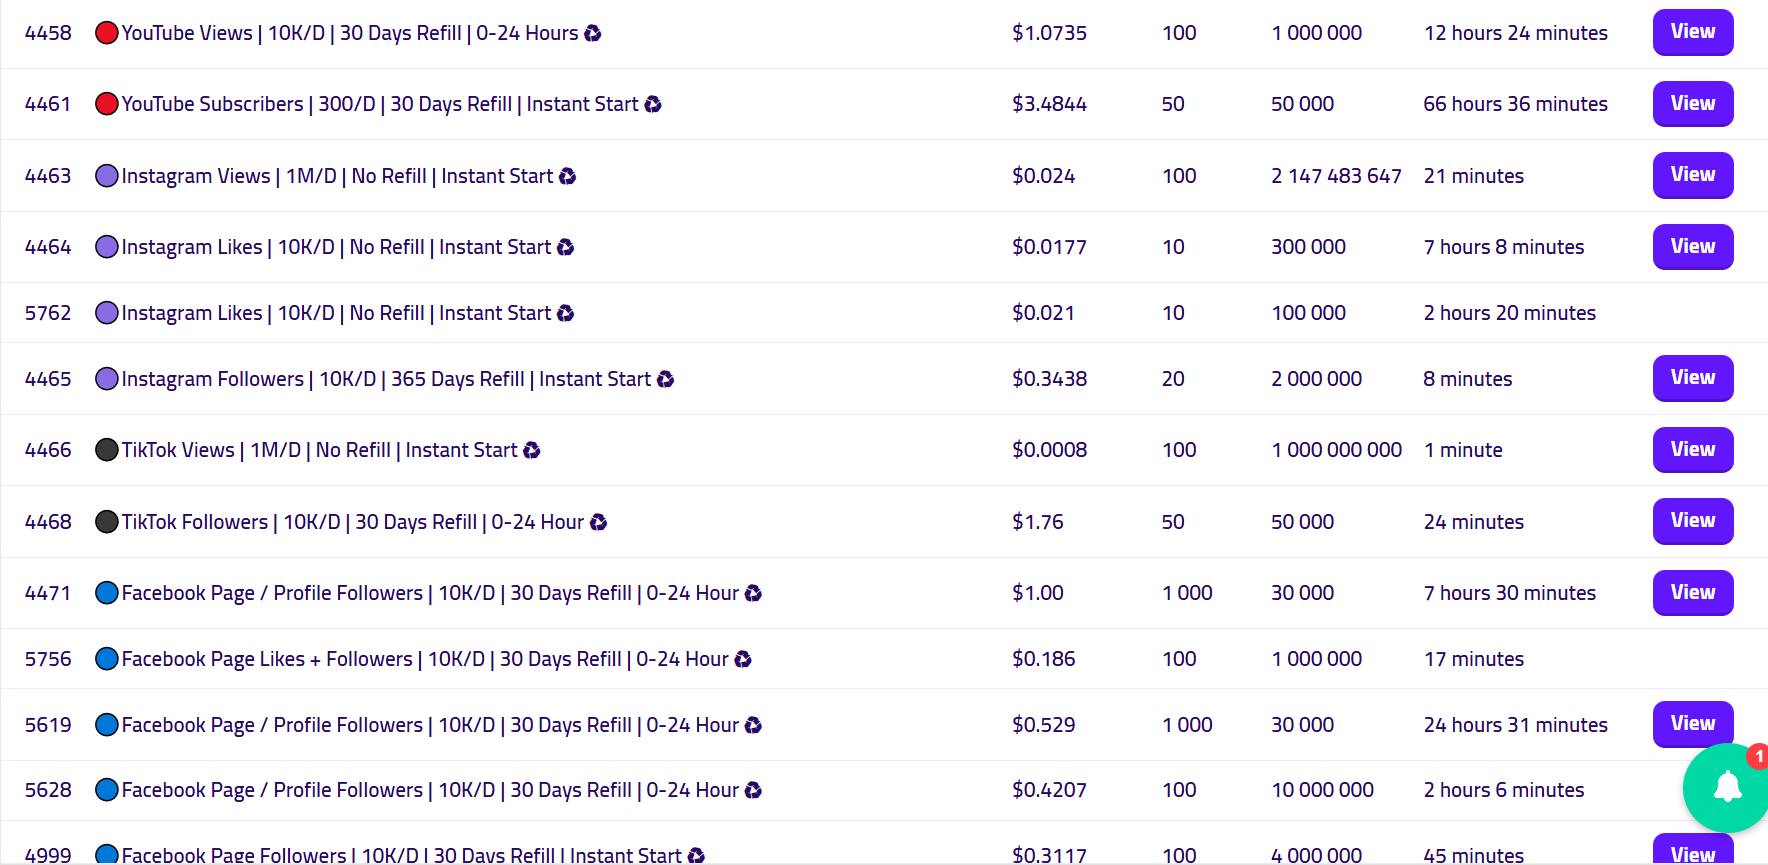 4458 YouTube Views | 10K/D | 30 Days Refill | 0-24 Hours ♻ $1.0735 100 1 000 000 12 hours 24 minutes View
4461 YouTube Subscribers | 300/D | 30 Days Refill | Instant Start ♻ $3.4844 50 50 000 66 hours 36 minutes View
4463 Instagram Views | 1M/D | No Refill | Instant Start ♻ $0.024 100 2 147 483 647 21 minutes View
4464 Instagram Likes | 10K/D | No Refill | Instant Start ♻ $0.0177 10 300 000 7 hours 8 minutes View
5762 Instagram Likes | 10K/D | No Refill | Instant Start ♻ $0.021 10 100 000 2 hours 20 minutes
4465 Instagram Followers | 10K/D | 365 Days Refill | Instant Start ♻ $0.3438 20 2 000 000 8 minutes View
4466 TikTok Views | 1M/D | No Refill | Instant Start ♻ $0.0008 100 1 000 000 000 1 minute View
4468 TikTok Followers | 10K/D | 30 Days Refill | 0-24 Hour ♻ $1.76 50 50 000 24 minutes View
4471 Facebook Page / Profile Followers | 10K/D | 30 Days Refill | 0-24 Hour ♻ $1.00 1 000 30 000 7 hours 30 minutes View
5756 Facebook Page Likes + Followers | 10K/D | 30 Days Refill | 0-24 Hour ♻ $0.186 100 1 000 000 17 minutes
5619 Facebook Page / Profile Followers | 10K/D | 30 Days Refill | 0-24 Hour ♻ $0.529 1 000 30 000 24 hours 31 minutes View
1
5628 Facebook Page / Profile Followers | 10K/D | 30 Days Refill | 0-24 Hour ♻ $0.4207 100 10 000 000 2 hours 6 minutes
4999 Facebook Page Followers | 10K/D | 30 Days Refill | Instant Start ♻ $0.3117 100 4 000 000 45 minutes View